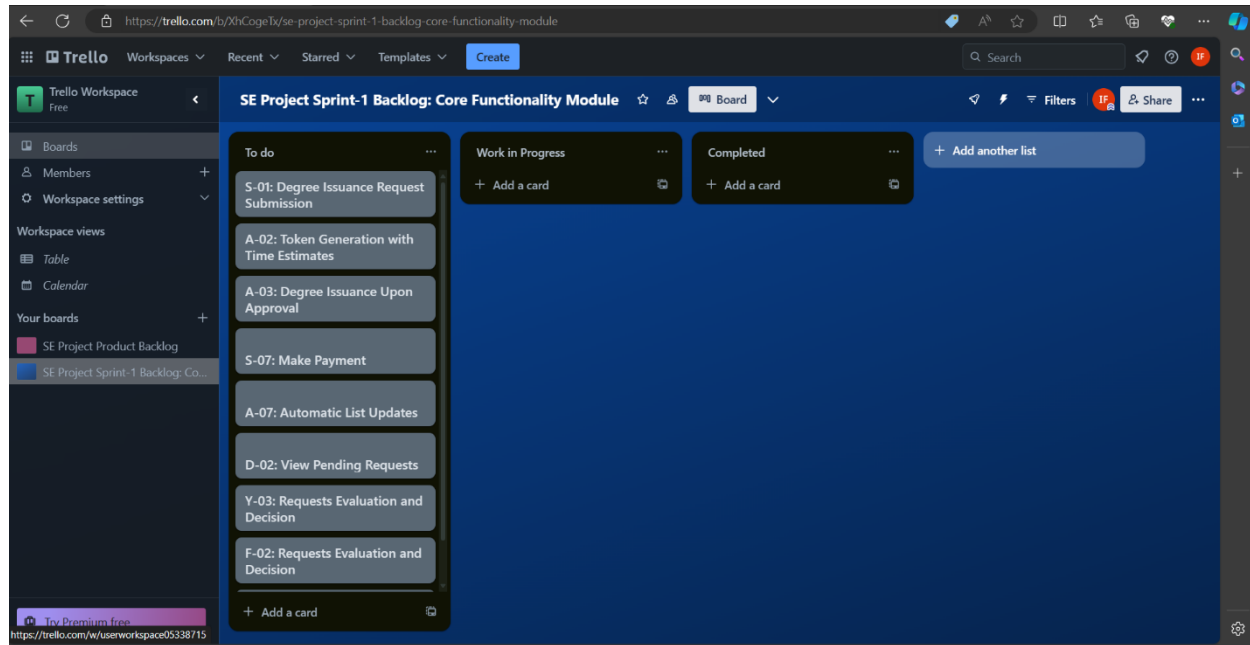 https://trello.com/b/XhCogeTx/se-project-sprint-1-backlog-core-functionality-module
Trello
Workspaces
Recent
Starred
Templates
Create
Search
IF
T
Trello Workspace
Free
SE Project Sprint-1 Backlog: Core Functionality Module
Board
Filters
IF
Share
Boards
Members
Workspace settings
Workspace views
Table
Calendar
Your boards
SE Project Product Backlog
SE Project Sprint-1 Backlog: Co...
Try Premium free
https://trello.com/w/userworkspace05338715
To do
S-01: Degree Issuance Request
Submission
A-02: Token Generation with
Time Estimates
A-03: Degree Issuance Upon
Approval
S-07: Make Payment
A-07: Automatic List Updates
D-02: View Pending Requests
Y-03: Requests Evaluation and
Decision
F-02: Requests Evaluation and
Decision
+ Add a card
Work in Progress
+ Add a card
Completed
+ Add a card
+ Add another list